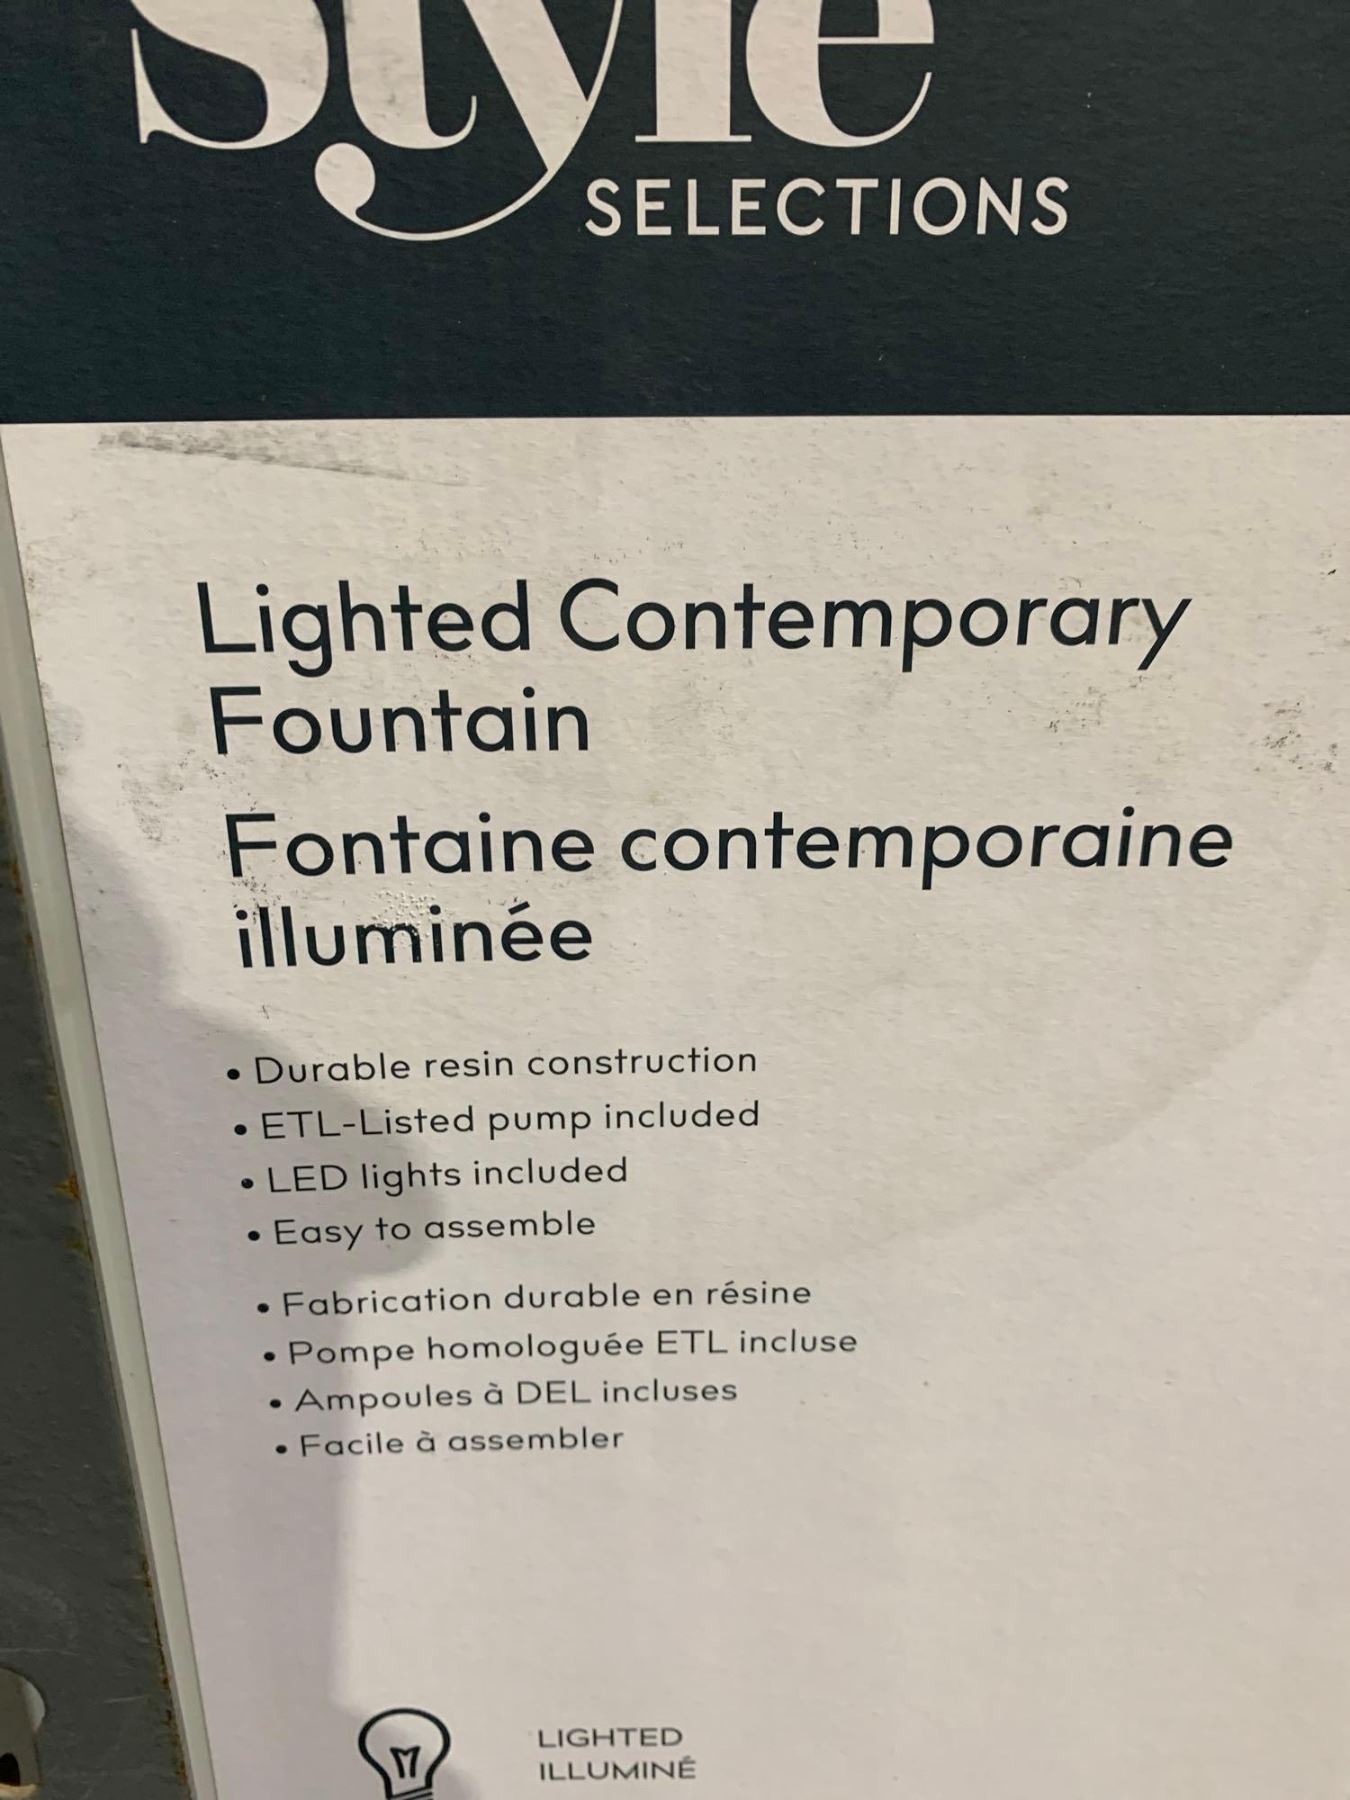 style
SELECTIONS
Lighted Contemporary
Fountain
Fontaine contemporaine
illuminée
• Durable resin construction
• ETL-Listed pump included
• LED lights included
• Easy to assemble
• Fabrication durable en résine
• Pompe homologuée ETL incluse
• Ampoules à DEL incluses
• Facile à assembler
LIGHTED
ILLUMINÉ